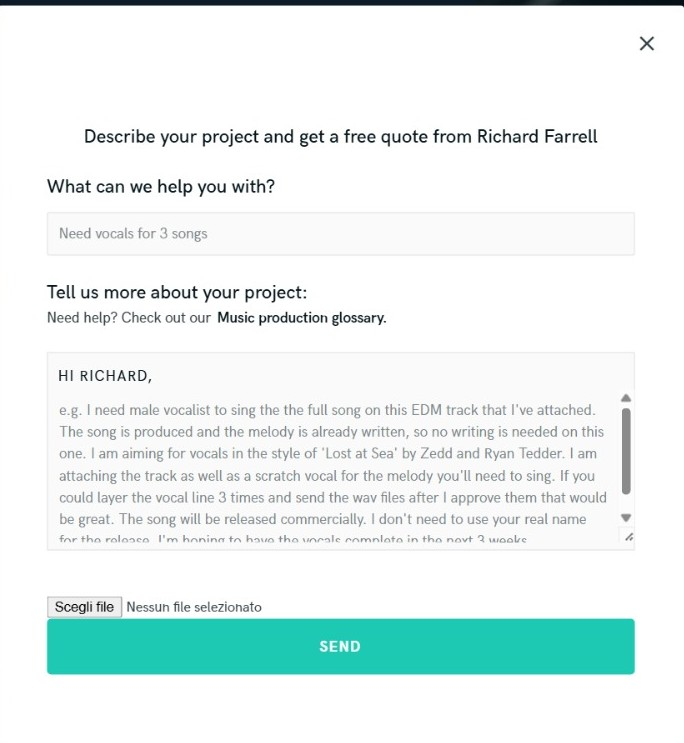 Describe your project and get a free quote from Richard Farrell
What can we help you with?
Need vocals for 3 songs
Tell us more about your project:
Need help? Check out our Music production glossary.
HI RICHARD,
e.g. I need male vocalist to sing the the full song on this EDM track that I've attached.
The song is produced and the melody is already written, so no writing is needed on this
one. I am aiming for vocals in the style of 'Lost at Sea' by Zedd and Ryan Tedder. I am
attaching the track as well as a scratch vocal for the melody you'll need to sing. If you
could layer the vocal line 3 times and send the wav files after I approve them that would
be great. The song will be released commercially. I don't need to use your real name
for the release. I'm hoping to have the vocals complete in the next 3 weeks.
Scegli file Nessun file selezionato
SEND